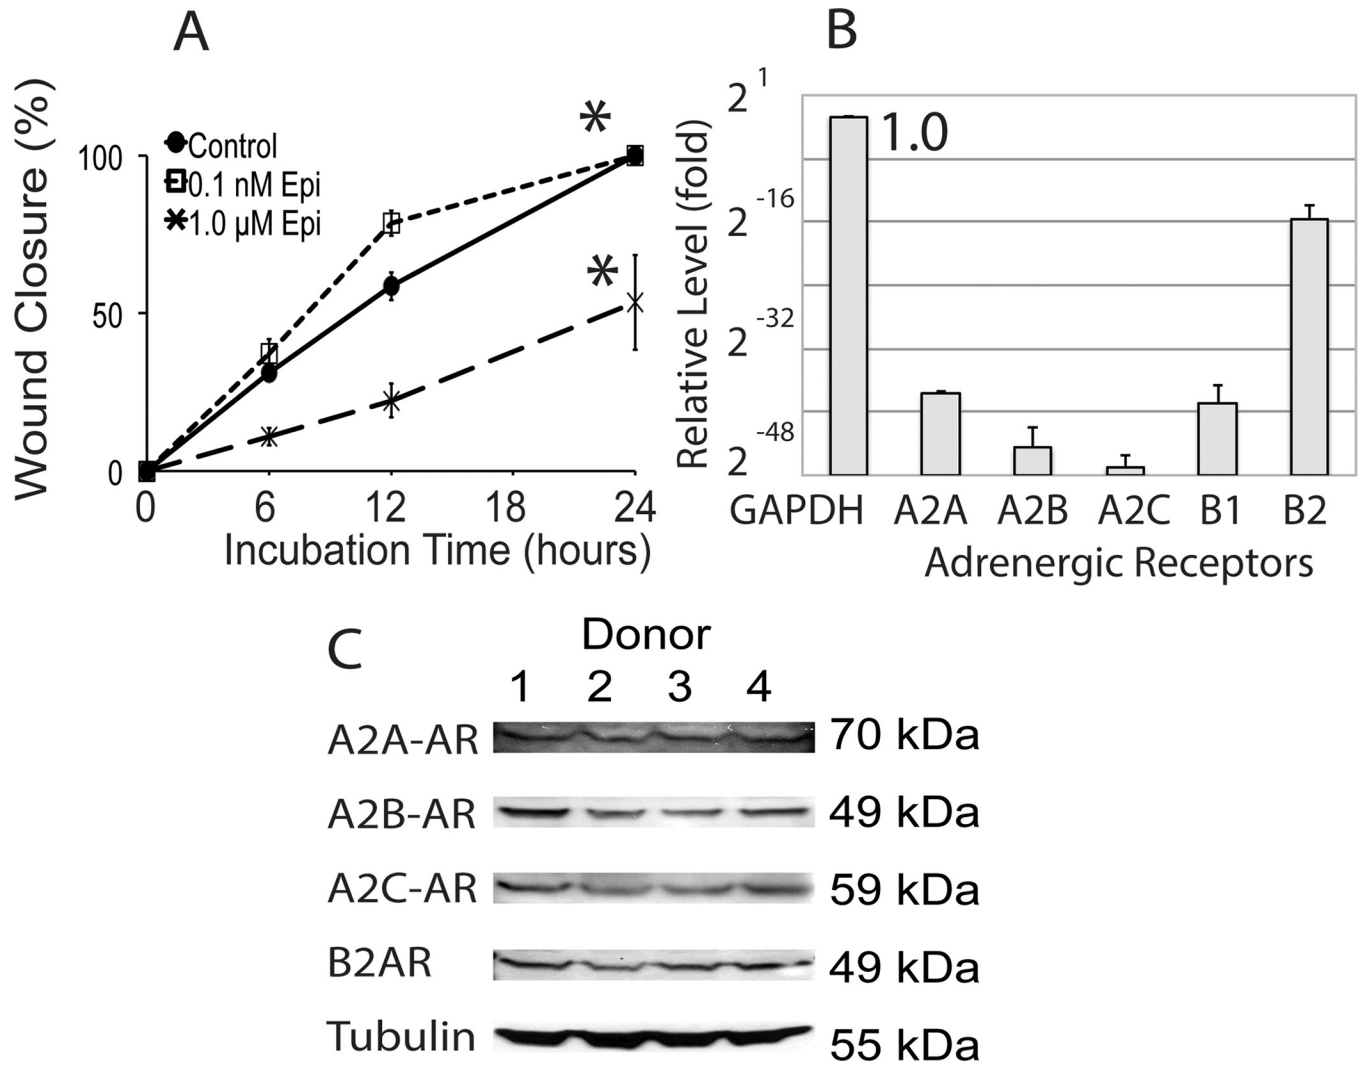 A
Wound Closure (%)
Control
0.1 nM Epi
1.0 µM Epi
100
50
0
*
*
0 6 12 18 24
Incubation Time (hours)
B
Relative Level (fold)
2 1
2 -16
2 -32
2 -48
1.0
GAPDH A2A A2B A2C B1 B2
Adrenergic Receptors
C
Donor
1 2 3 4
A2A-AR 70 kDa
A2B-AR 49 kDa
A2C-AR 59 kDa
B2AR 49 kDa
Tubulin 55 kDa